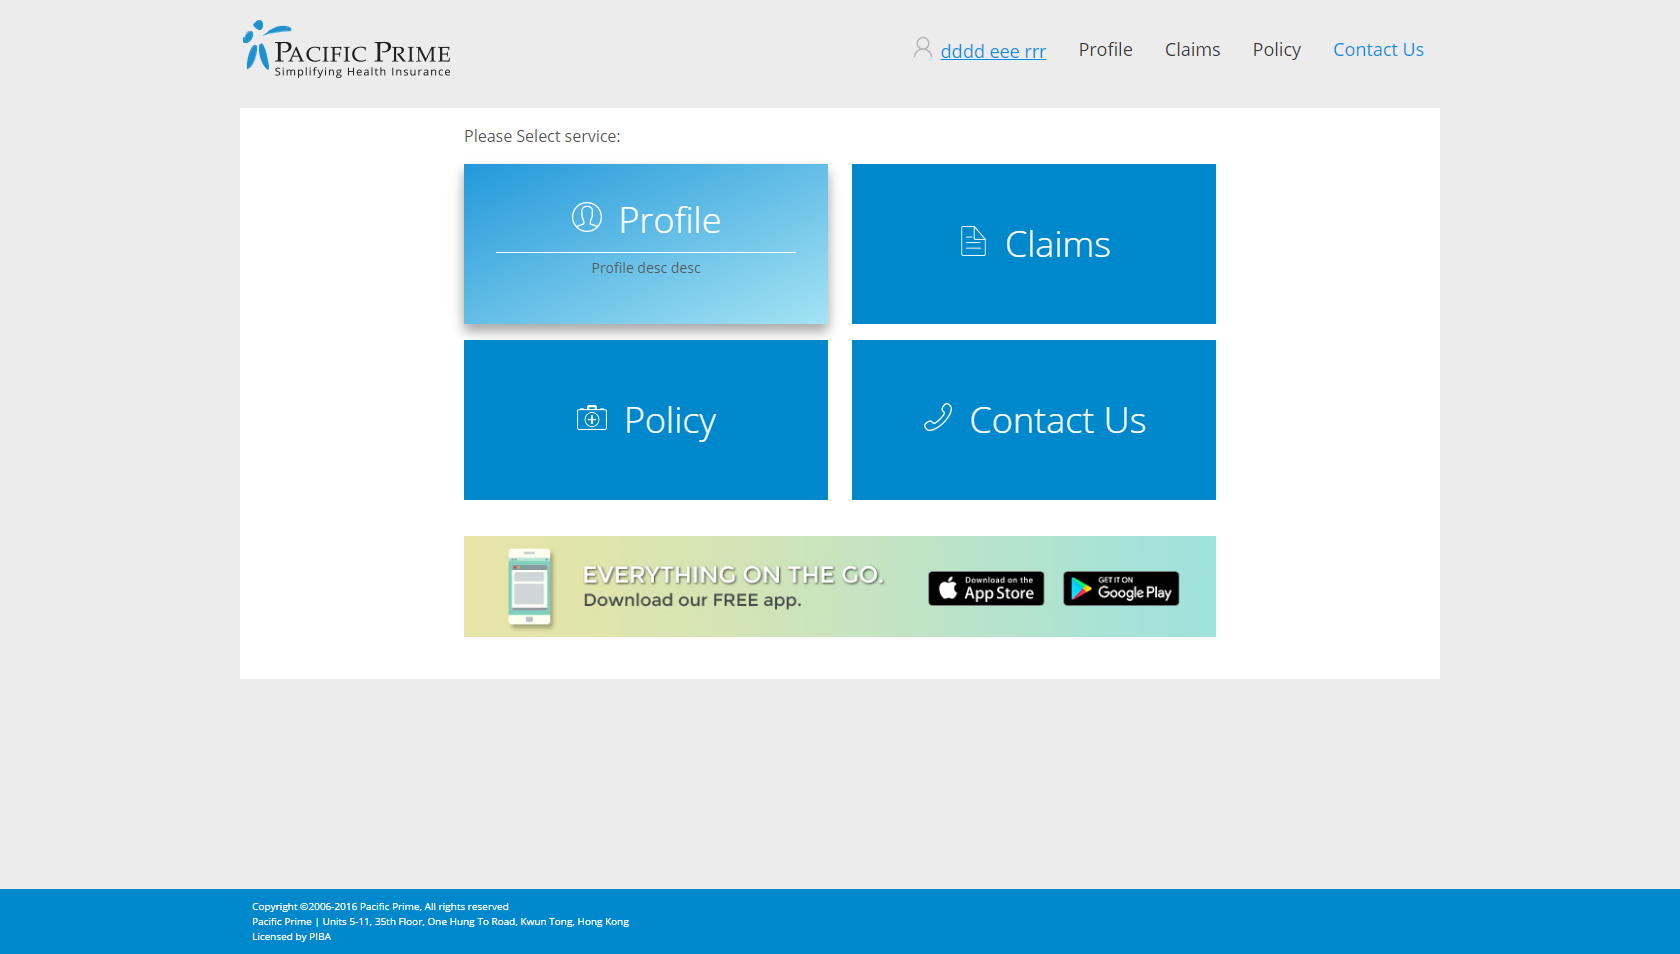 PACIFIC PRIME
Simplifying Health Insurance
dddd eee rrr Profile Claims Policy Contact Us
Please Select service:
Profile
Profile desc desc
Claims
Policy
Contact Us
EVERYTHING ON THE GO.
Download our FREE app.
Download on the
App Store
GET IT ON
Google Play
Copyright ©2006-2016 Pacific Prime, All rights reserved
Pacific Prime | Units 5-11, 35th Floor, One Hung To Road, Kwun Tong, Hong Kong
Licensed by PIBA